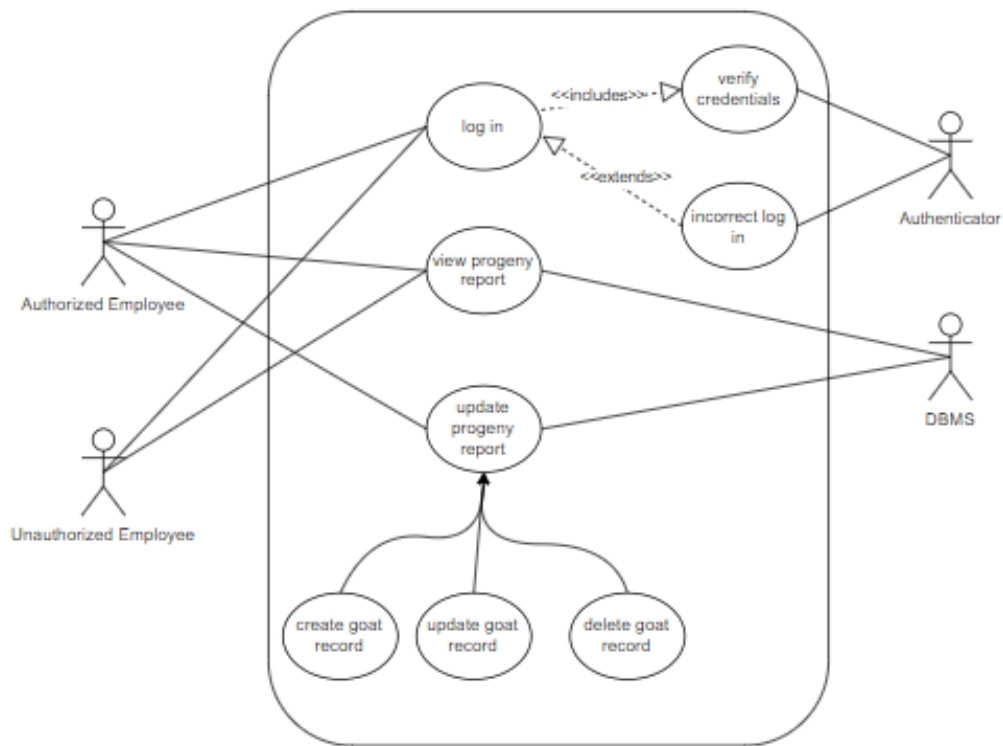 verify
credentials
<<includes>>
log in
<<extends>>
incorrect log
in
Authenticator
view progeny
report
Authorized Employee
update
progeny
report
DBMS
Unauthorized Employee
create goat
record
update goat
record
delete goat
record